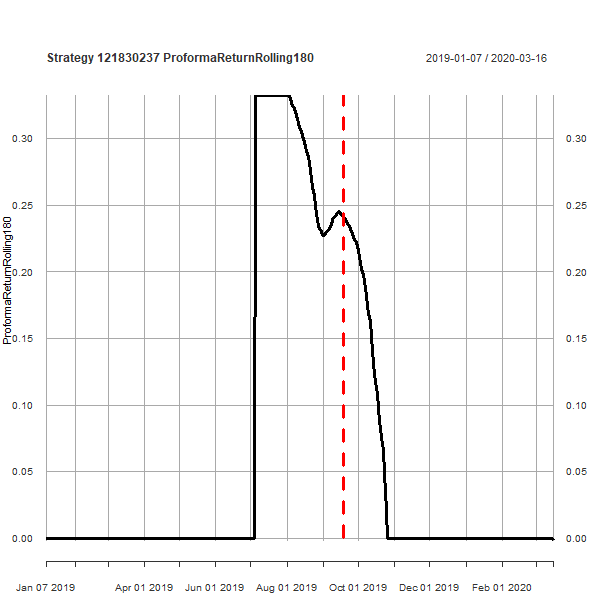 Strategy 121830237 ProformaReturnRolling180 2019-01-07 / 2020-03-16
ProformaReturnRolling180
0.30 0.30
0.25 0.25
0.20 0.20
0.15 0.15
0.10 0.10
0.05 0.05
0.00 0.00
Jan 07 2019 Apr 01 2019 Jun 01 2019 Aug 01 2019 Oct 01 2019 Dec 01 2019 Feb 01 2020